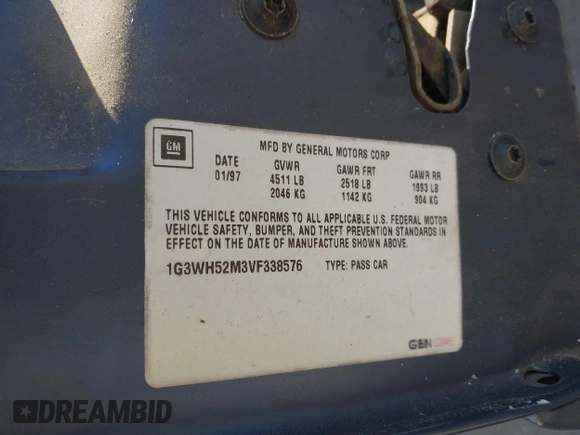 GM
MFD BY GENERAL MOTORS CORP
DATE GVWR GAWR FRT GAWR RR
01/97 4511 LB 2518 LB 1993 LB
2046 KG 1142 KG 904 KG
THIS VEHICLE CONFORMS TO ALL APPLICABLE U.S. FEDERAL MOTOR
VEHICLE SAFETY, BUMPER, AND THEFT PREVENTION STANDARDS IN
EFFECT ON THE DATE OF MANUFACTURE SHOWN ABOVE.
1G3WH52M3VF338576 TYPE: PASS CAR
GENUINE
DREAMBID